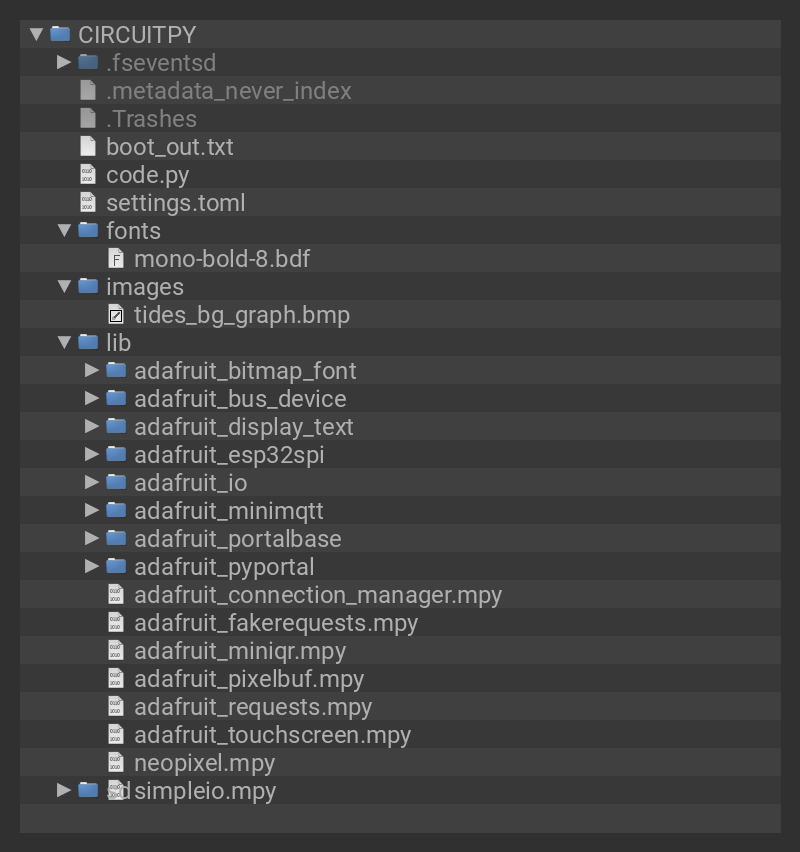 CIRCUITPY
.fseventsd
.metadata_never_index
.Trashes
boot_out.txt
code.py
settings.toml
fonts
mono-bold-8.bdf
images
tides_bg_graph.bmp
lib
adafruit_bitmap_font
adafruit_bus_device
adafruit_display_text
adafruit_esp32spi
adafruit_io
adafruit_minimqtt
adafruit_portalbase
adafruit_pyportal
adafruit_connection_manager.mpy
adafruit_fakerequests.mpy
adafruit_miniqr.mpy
adafruit_pixelbuf.mpy
adafruit_requests.mpy
adafruit_touchscreen.mpy
neopixel.mpy
sd simpleio.mpy